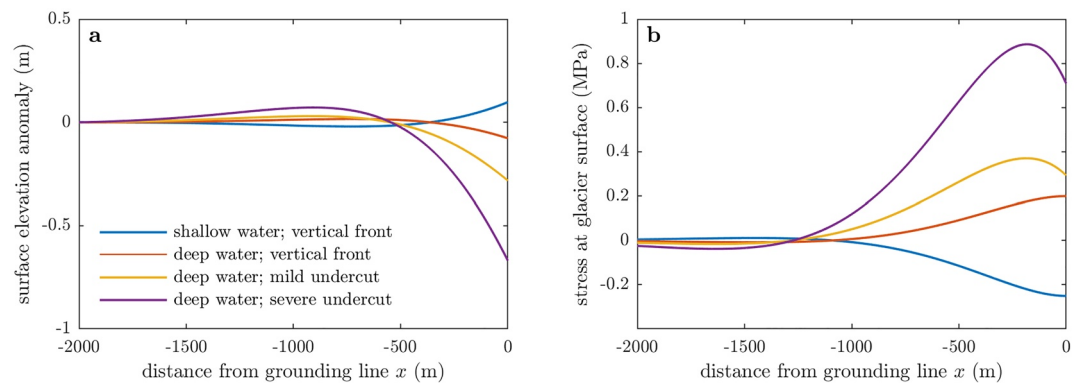 a
surface elevation anomaly (m)
0.5
0
-0.5
-1
shallow water; vertical front
deep water; vertical front
deep water; mild undercut
deep water; severe undercut
-2000 -1500 -1000 -500 0
distance from grounding line x (m)
b
stress at glacier surface (MPa)
1
0.8
0.6
0.4
0.2
0
-0.2
-2000 -1500 -1000 -500 0
distance from grounding line x (m)